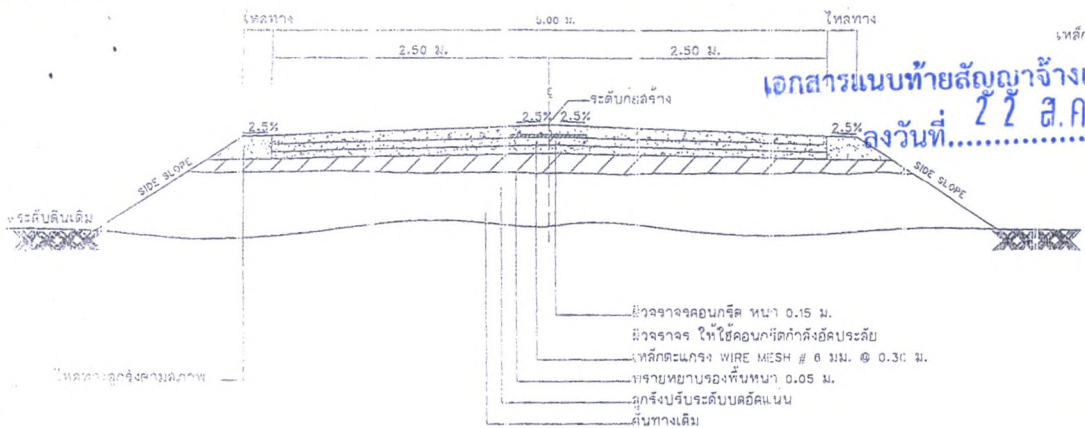 ไหล่ทาง 5.00 ม. ไหล่ทาง
เหล็ก
2.50 ม. 2.50 ม.
เอกสารแนบท้ายสัญญาจ้าง
ระดับก่อสร้าง
2.5% 2.5% 2.5% 2.5%
ลงวันที่ 22 ส.ค
SIDE SLOPE SIDE SLOPE
ระดับดินเดิม
ผิวจราจรคอนกรีต หนา 0.15 ม.
ผิวจราจร ให้ใช้คอนกรีตกำลังอัดประลัย
เหล็กตะแกรง WIRE MESH # 6 มม. @ 0.30 ม.
ไหล่ทางลูกรังตามสภาพ
ทรายหยาบรองพื้นหนา 0.05 ม.
ลูกรังปรับระดับบดอัดแน่น
คันทางเดิม